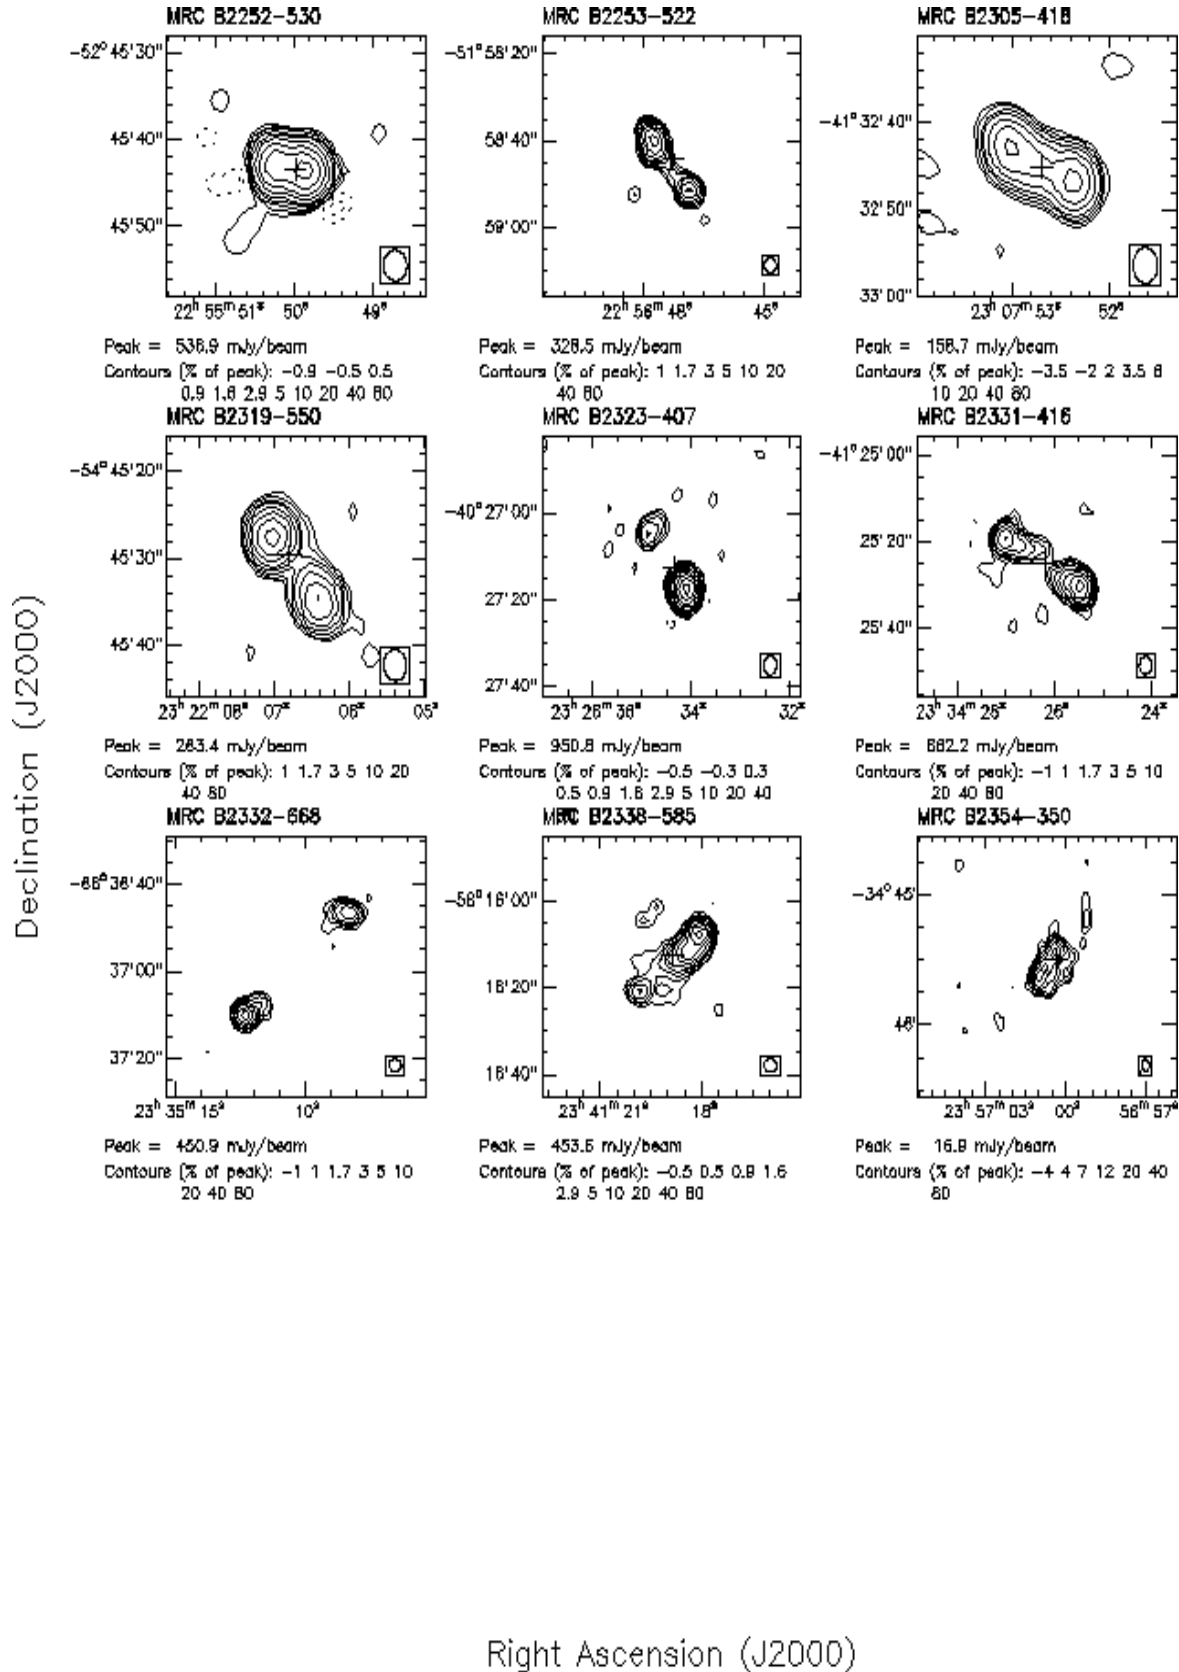 MRC B2252-530
-52° 45'30"
45'40"
45'50"
22ʰ 55ᵐ 51ˢ 50ˢ 49ˢ
Peak = 536.9 mJy/beam
Contours (% of peak): -0.9 -0.5 0.5
0.9 1.6 2.9 5 10 20 40 80
MRC B2253-522
-51° 58'20"
58'40"
59'00"
22ʰ 56ᵐ 48ˢ 45ˢ
Peak = 328.5 mJy/beam
Contours (% of peak): 1 1.7 3 5 10 20
40 80
MRC B2305-418
-41° 32'40"
32'50"
33'00"
23ʰ 07ᵐ 53ˢ 52ˢ
Peak = 158.7 mJy/beam
Contours (% of peak): -3.5 -2 2 3.5 6
10 20 40 80
MRC B2319-550
-54° 45'20"
45'30"
45'40"
23ʰ 22ᵐ 08ˢ 07ˢ 06ˢ 05ˢ
Peak = 263.4 mJy/beam
Contours (% of peak): 1 1.7 3 5 10 20
40 80
MRC B2323-407
-40° 27'00"
27'20"
27'40"
23ʰ 26ᵐ 36ˢ 34ˢ 32ˢ
Peak = 950.8 mJy/beam
Contours (% of peak): -0.5 -0.3 0.3
0.5 0.9 1.6 2.9 5 10 20 40
MRC B2331-416
-41° 25'00"
25'20"
25'40"
23ʰ 34ᵐ 28ˢ 26ˢ 24ˢ
Peak = 662.2 mJy/beam
Contours (% of peak): -1 1 1.7 3 5 10
20 40 80
MRC B2332-668
-66° 36'40"
37'00"
37'20"
23ʰ 35ᵐ 15ˢ 10ˢ
Peak = 450.9 mJy/beam
Contours (% of peak): -1 1 1.7 3 5 10
20 40 80
MRC B2338-585
-58° 16'00"
16'20"
16'40"
23ʰ 41ᵐ 21ˢ 18ˢ
Peak = 453.6 mJy/beam
Contours (% of peak): -0.5 0.5 0.9 1.6
2.9 5 10 20 40 80
MRC B2354-350
-34° 45'
46'
23ʰ 57ᵐ 03ˢ 00ˢ 56ᵐ 57ˢ
Peak = 16.9 mJy/beam
Contours (% of peak): -4 4 7 12 20 40
80
Declination (J2000)
Right Ascension (J2000)